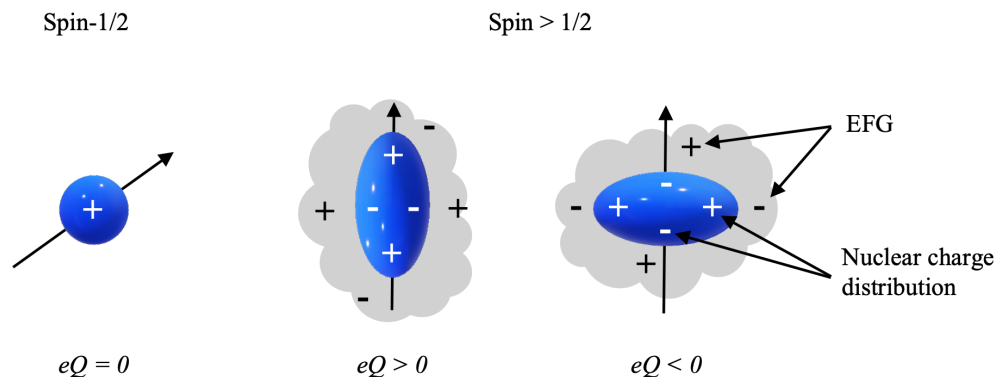 Spin-1/2
Spin > 1/2
EFG
+
+
-
-
+
+
+
-
-
+
-
+
+
-
-
+
Nuclear charge
distribution
eQ = 0
eQ > 0
eQ < 0